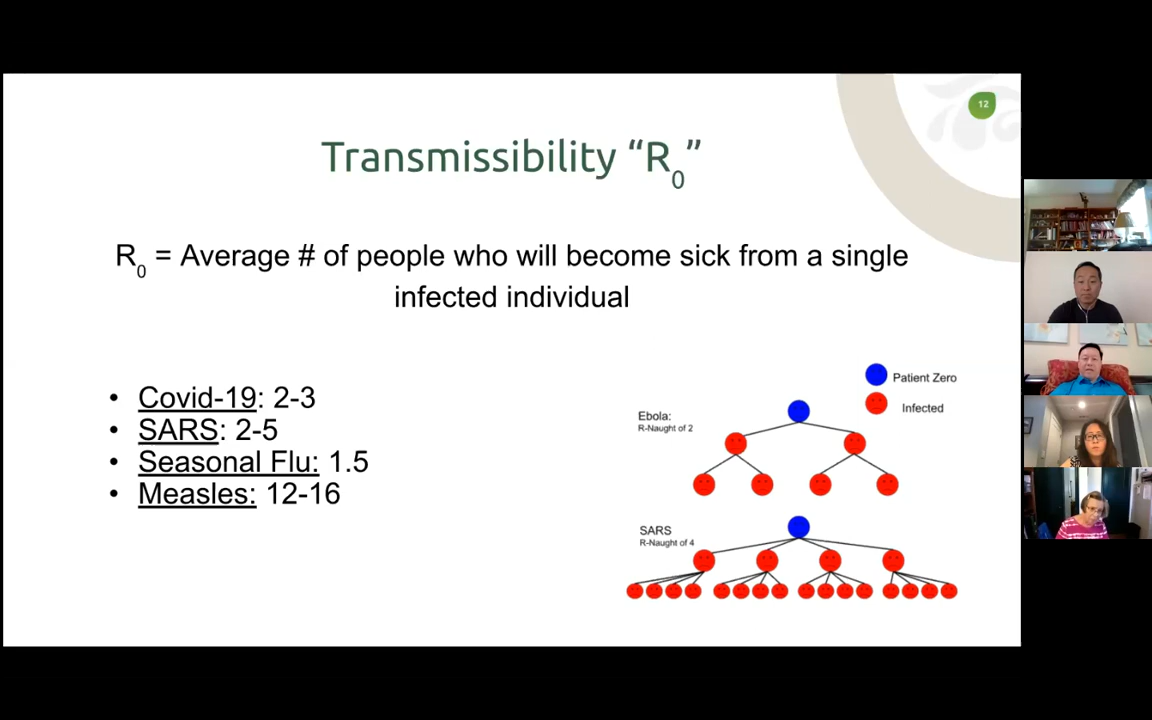 12
Transmissibility “R0”
R0 = Average # of people who will become sick from a single
infected individual
• Covid-19: 2-3
• SARS: 2-5
• Seasonal Flu: 1.5
• Measles: 12-16
Patient Zero
Infected
Ebola:
R-Naught of 2
SARS
R-Naught of 4